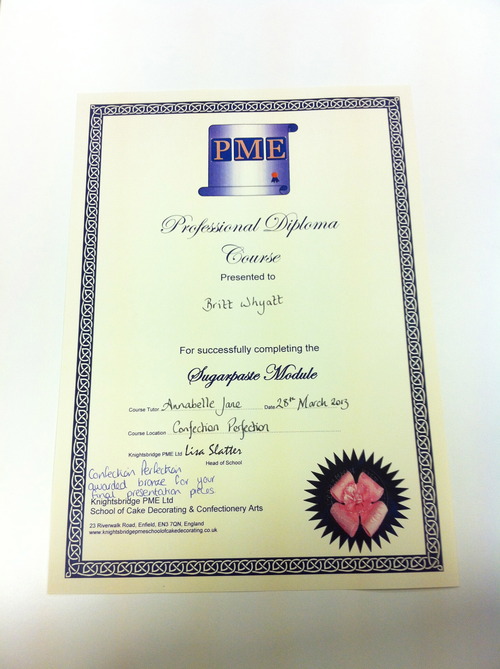 PME
Professional Diploma
Course
Presented to
Britt Whyatt
For successfully completing the
Sugarpaste Module
Course Tutor Annabelle Jane Date 28th March 2013
Course Location Confection Perfection
Knightsbridge PME Ltd Lisa Slatter
Head of School
Confection Perfection
awarded bronze for your
final presentation pieces
Knightsbridge PME Ltd
School of Cake Decorating & Confectionery Arts
23 Riverwalk Road, Enfield, EN3 7QN, England
www.knightsbridgepmeschoolofcakedecorating.co.uk